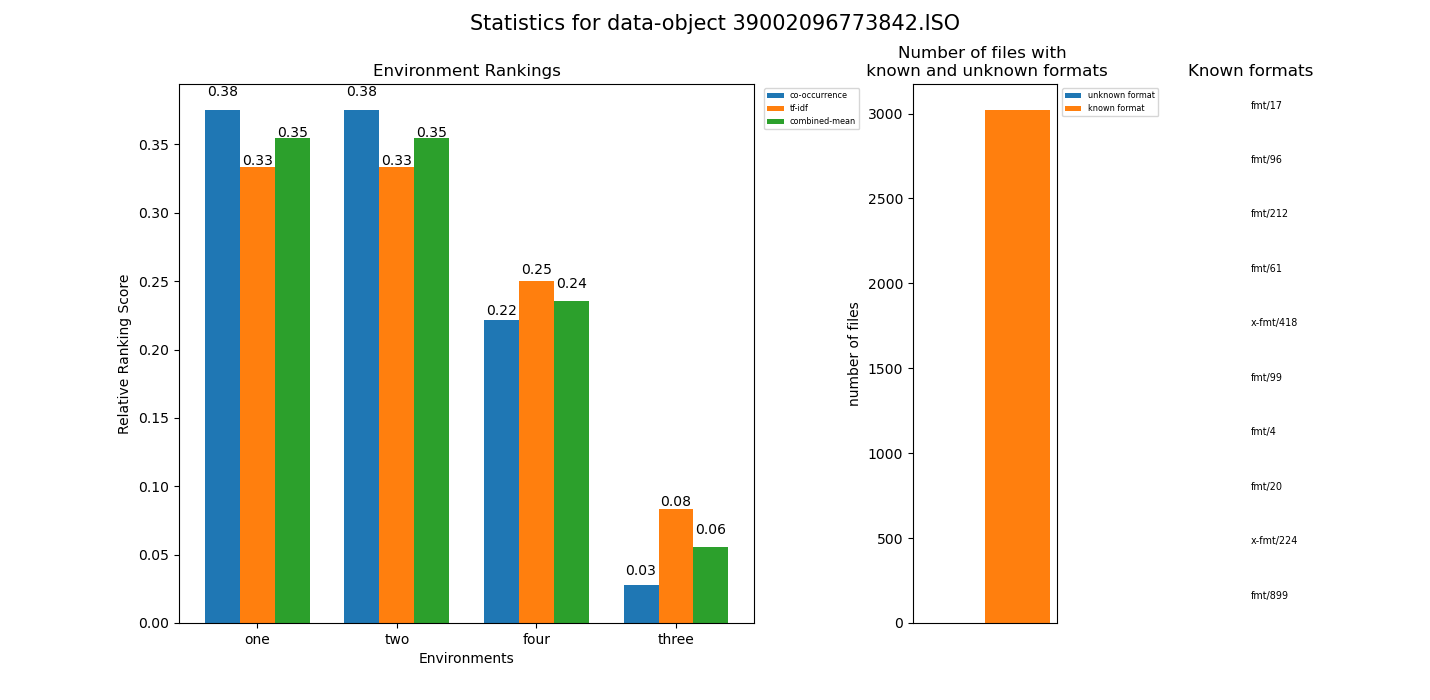 Statistics for data-object 39002096773842.ISO
Environment Rankings
0.38
0.33
0.35
0.38
0.33
0.35
0.22
0.25
0.24
0.03
0.08
0.06
0.35
0.30
0.25
0.20
0.15
0.10
0.05
0.00
Relative Ranking Score
one
two
four
three
Environments
co-occurrence
tf-idf
combined-mean
Number of files with
known and unknown formats
3000
2500
2000
1500
1000
500
0
number of files
unknown format
known format
Known formats
fmt/17
fmt/96
fmt/212
fmt/61
x-fmt/418
fmt/99
fmt/4
fmt/20
x-fmt/224
fmt/899